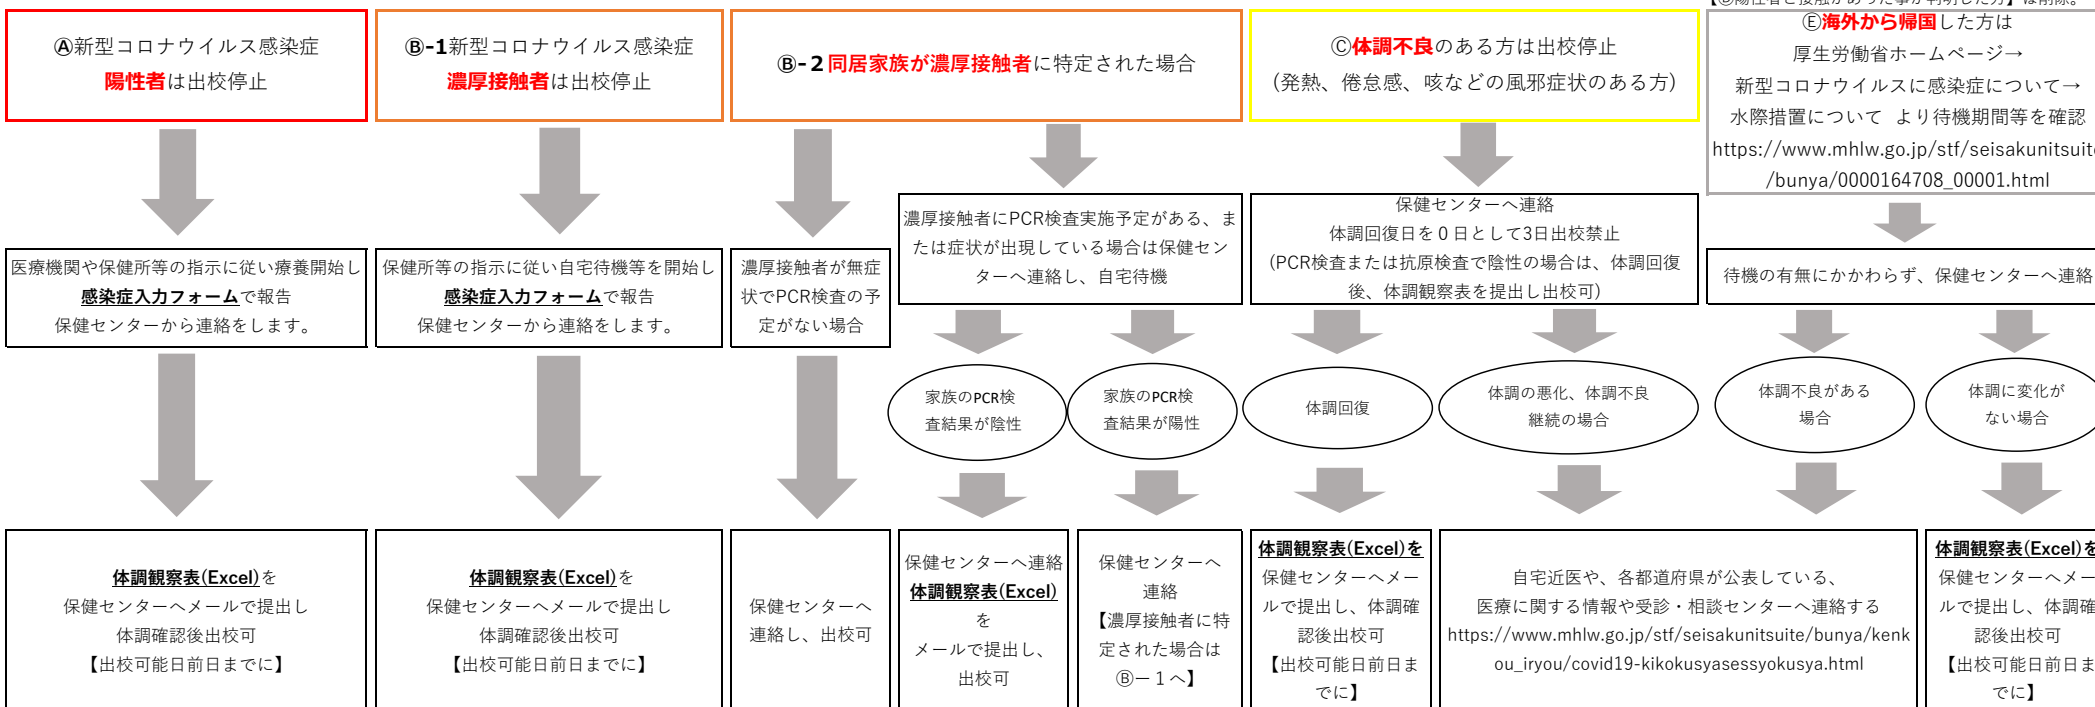 【Ⓓ陽性者と接触があった事が判明した方】は削除。
Ⓐ新型コロナウイルス感染症
陽性者は出校停止
Ⓑ-1新型コロナウイルス感染症
濃厚接触者は出校停止
Ⓑ-２同居家族が濃厚接触者に特定された場合
Ⓒ体調不良のある方は出校停止
(発熱、倦怠感、咳などの風邪症状のある方)
Ⓔ海外から帰国した方は
厚生労働省ホームページ→
新型コロナウイルスに感染症について→
水際措置について より待機期間等を確認
https://www.mhlw.go.jp/stf/seisakunitsuite
/bunya/0000164708_00001.html
医療機関や保健所等の指示に従い療養開始し
感染症入力フォームで報告
保健センターから連絡をします。
保健所等の指示に従い自宅待機等を開始し
感染症入力フォームで報告
保健センターから連絡をします。
濃厚接触者が無症
状でPCR検査の予
定がない場合
濃厚接触者にPCR検査実施予定がある、ま
たは症状が出現している場合は保健セン
ターへ連絡し、自宅待機
保健センターへ連絡
体調回復日を０日として3日出校禁止
(PCR検査または抗原検査で陰性の場合は、体調回復
後、体調観察表を提出し出校可)
待機の有無にかかわらず、保健センターへ連絡
家族のPCR検
査結果が陰性
家族のPCR検
査結果が陽性
体調回復
体調の悪化、体調不良
継続の場合
体調不良がある
場合
体調に変化が
ない場合
体調観察表(Excel)を
保健センターへメールで提出し
体調確認後出校可
【出校可能日前日までに】
体調観察表(Excel)を
保健センターへメールで提出し
体調確認後出校可
【出校可能日前日までに】
保健センターへ
連絡し、出校可
保健センターへ連絡
体調観察表(Excel)
を
メールで提出し、
出校可
保健センターへ
連絡
【濃厚接触者に特
定された場合は
Ⓑ－１へ】
体調観察表(Excel)を
保健センターへメー
ルで提出し、体調確
認後出校可
【出校可能日前日ま
でに】
自宅近医や、各都道府県が公表している、
医療に関する情報や受診・相談センターへ連絡する
https://www.mhlw.go.jp/stf/seisakunitsuite/bunya/kenk
ou_iryou/covid19-kikokusyasessyokusya.html
体調観察表(Excel)を
保健センターへメー
ルで提出し、体調確
認後出校可
【出校可能日前日ま
でに】